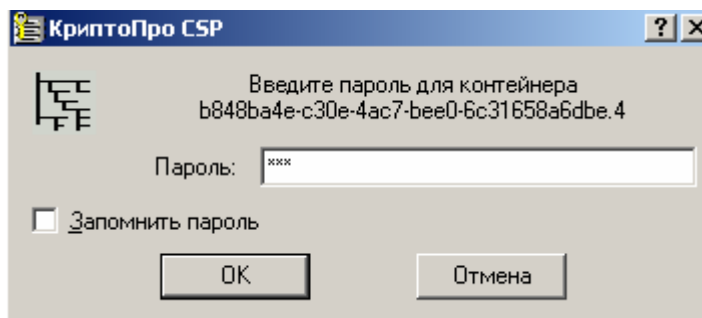 КриптоПро CSP
Введите пароль для контейнера
b848ba4e-c30e-4ac7-bee0-6c31658a6dbe.4
Пароль: ×××
Запомнить пароль
OK Отмена